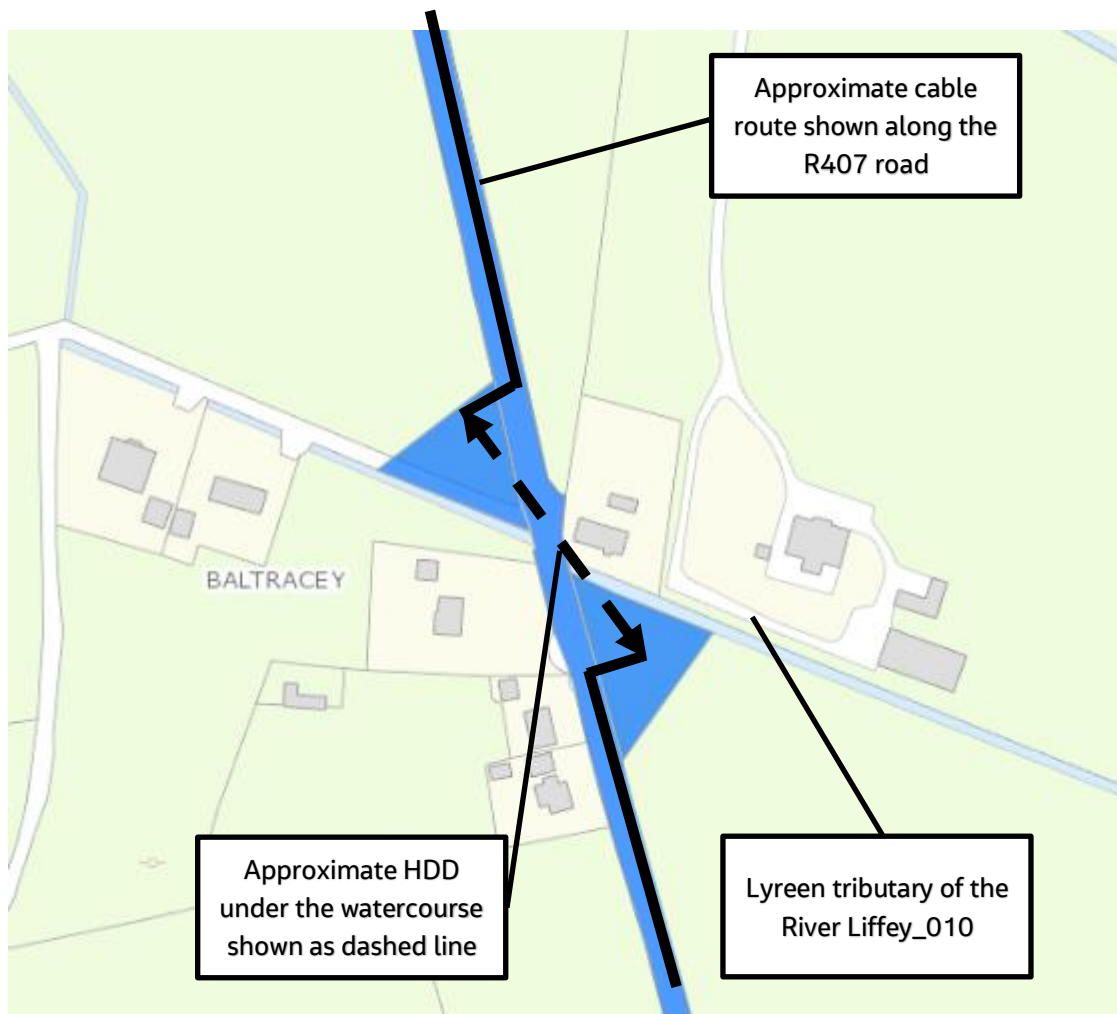 Approximate cable
route shown along the
R407 road
BALTRACEY
Approximate HDD
under the watercourse
shown as dashed line
Lyreen tributary of the
River Liffey_010